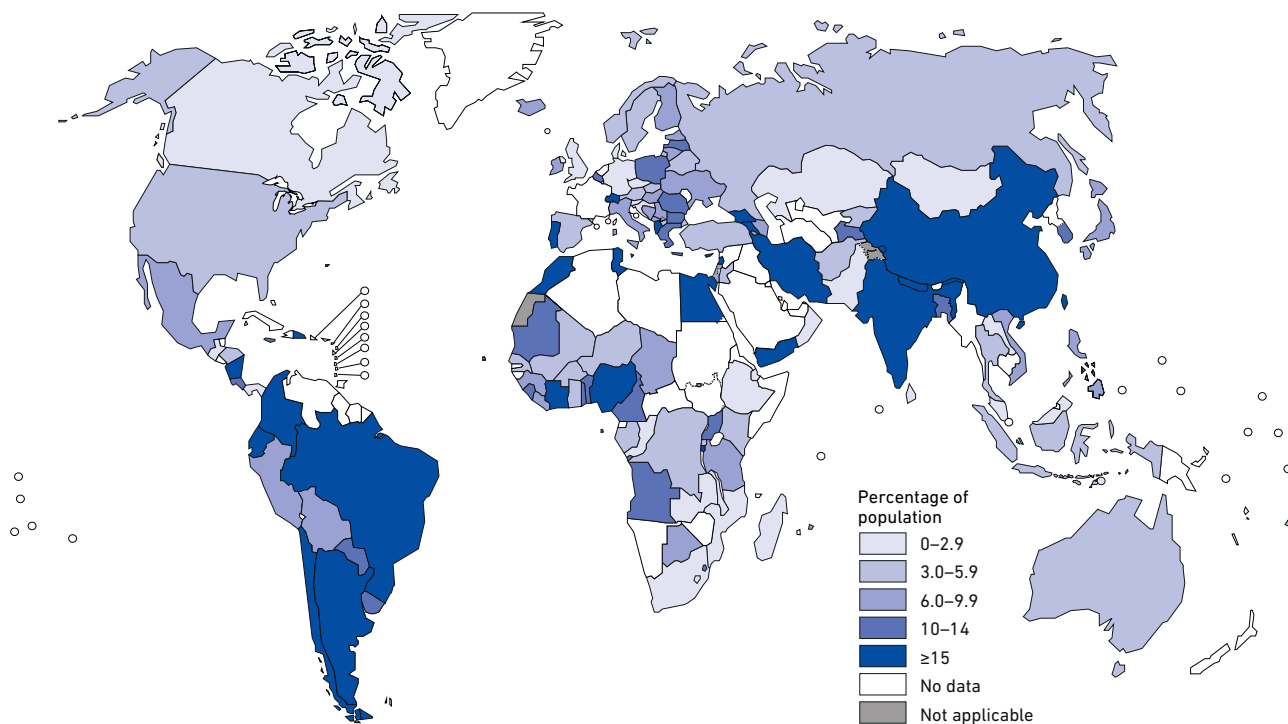 Percentage of
population
0–2.9
3.0–5.9
6.0–9.9
10–14
≥15
No data
Not applicable